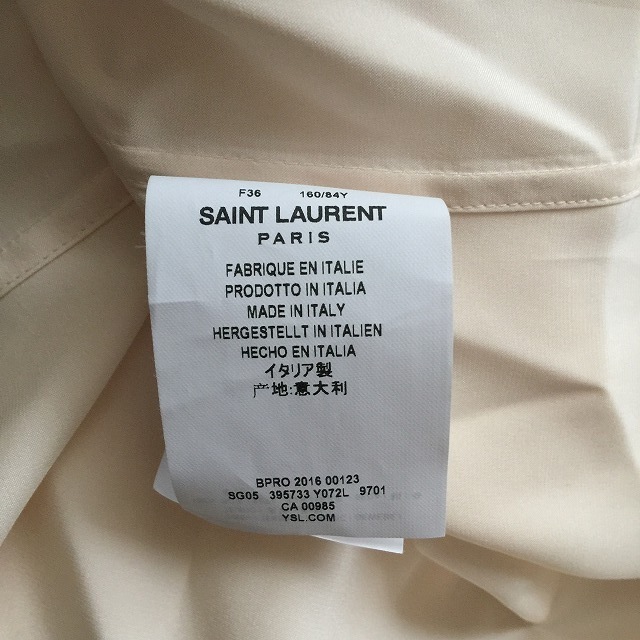 F36 160/84Y
SAINT LAURENT
PARIS
FABRIQUE EN ITALIE
PRODOTTO IN ITALIA
MADE IN ITALY
HERGESTELLT IN ITALIEN
HECHO EN ITALIA
イタリア製
产地:意大利
BPRO 2016 00123
SG05 395733 Y072L 9701
CA 00985
YSL.COM